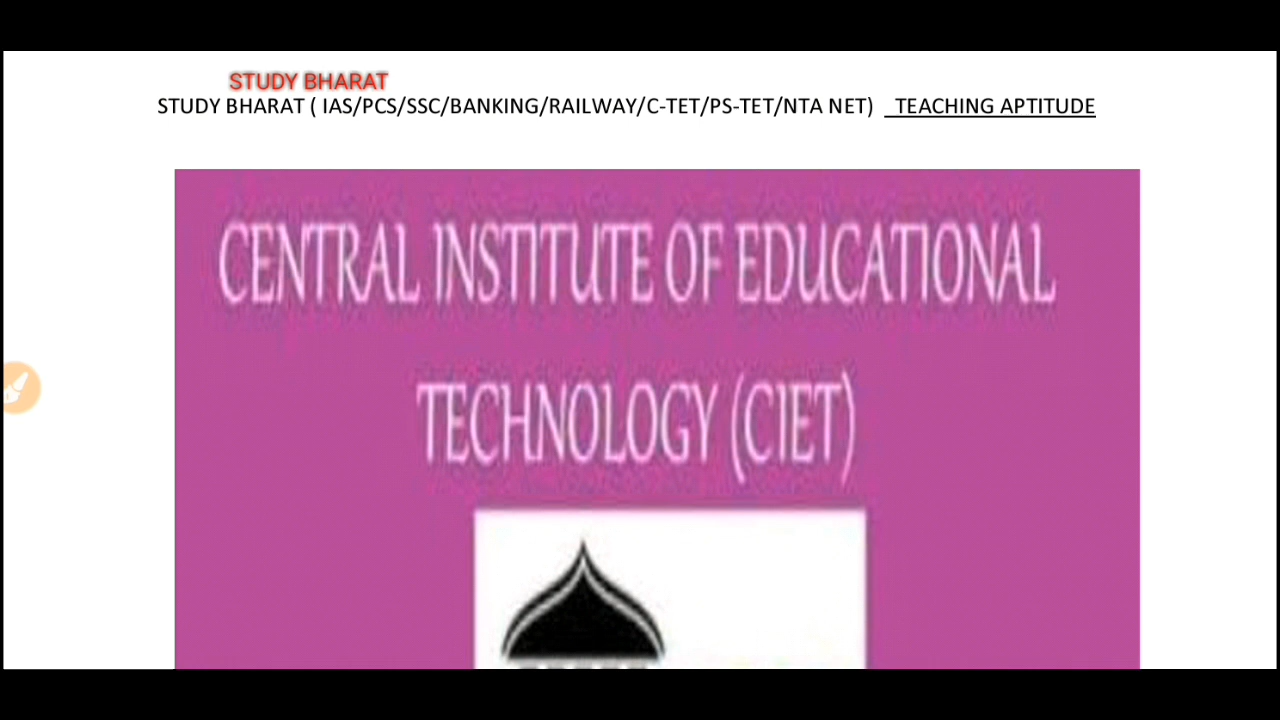 STUDY BHARAT
STUDY BHARAT ( IAS/PCS/SSC/BANKING/RAILWAY/C-TET/PS-TET/NTA NET) TEACHING APTITUDE
CENTRAL INSTITUTE OF EDUCATIONAL
TECHNOLOGY (CIET)